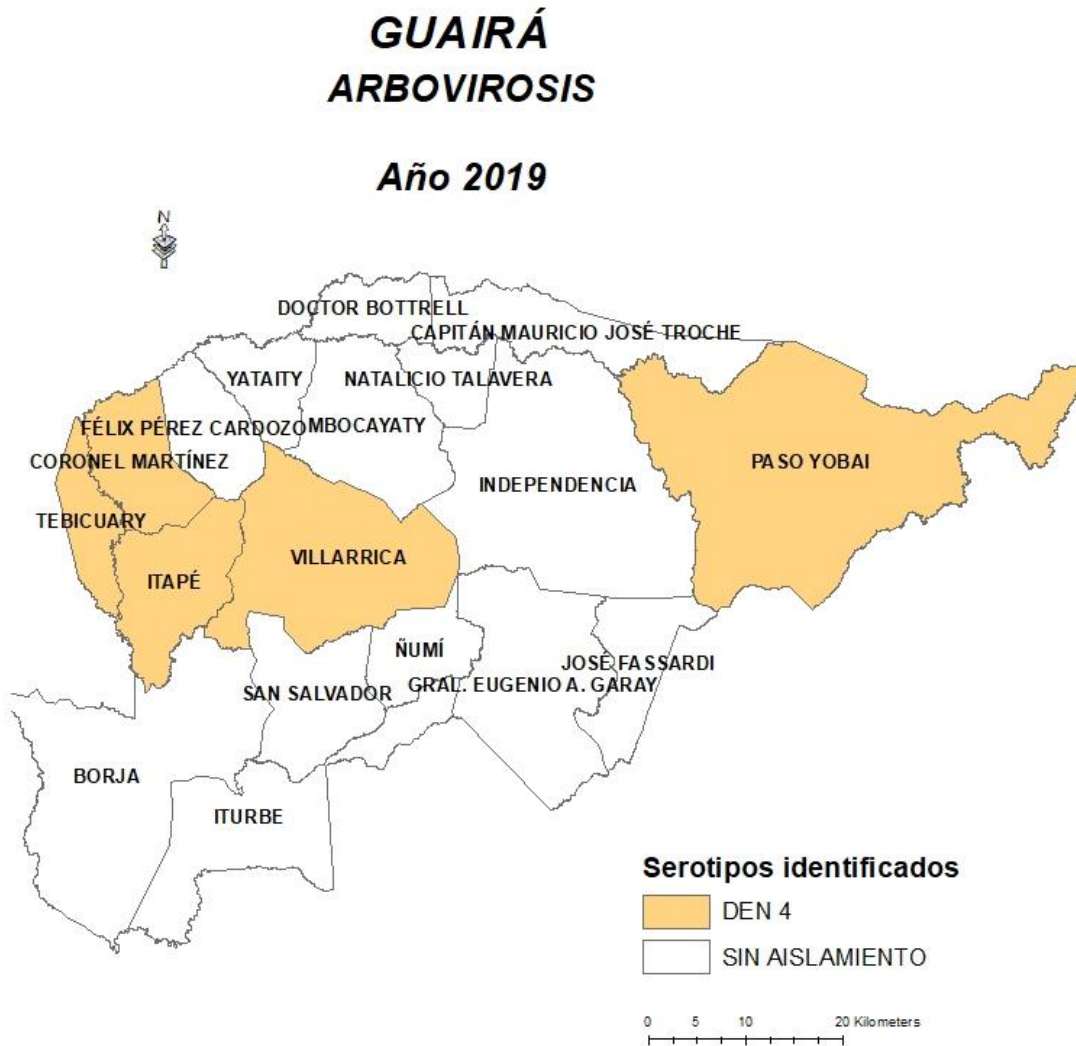 GUAIRÁ
ARBOVIROSIS
Año 2019
N
DOCTOR BOTTRELL
CAPITÁN MAURICIO JOSÉ TROCHE
YATAITY
NATALICIO TALAVERA
FÉLIX PÉREZ CARDOZO
MBOCAYATY
CORONEL MARTÍNEZ
PASO YOBAI
INDEPENDENCIA
TEBICUARY
VILLARRICA
ITAPÉ
ÑUMÍ
JOSÉ FASSARDI
GRAL. EUGENIO A. GARAY
SAN SALVADOR
BORJA
ITURBE
Serotipos identificados
DEN 4
SIN AISLAMIENTO
0 5 10 20 Kilometers